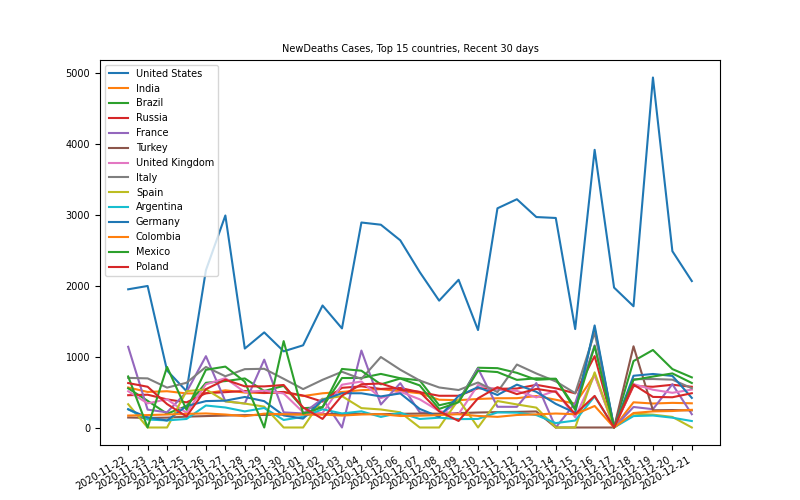 NewDeaths Cases, Top 15 countries, Recent 30 days
5000
4000
3000
2000
1000
0
United States
India
Brazil
Russia
France
Turkey
United Kingdom
Italy
Spain
Argentina
Germany
Colombia
Mexico
Poland
2020-11-22
2020-11-23
2020-11-24
2020-11-25
2020-11-26
2020-11-27
2020-11-28
2020-11-29
2020-11-30
2020-12-01
2020-12-02
2020-12-03
2020-12-04
2020-12-05
2020-12-06
2020-12-07
2020-12-08
2020-12-09
2020-12-10
2020-12-11
2020-12-12
2020-12-13
2020-12-14
2020-12-15
2020-12-16
2020-12-17
2020-12-18
2020-12-19
2020-12-20
2020-12-21